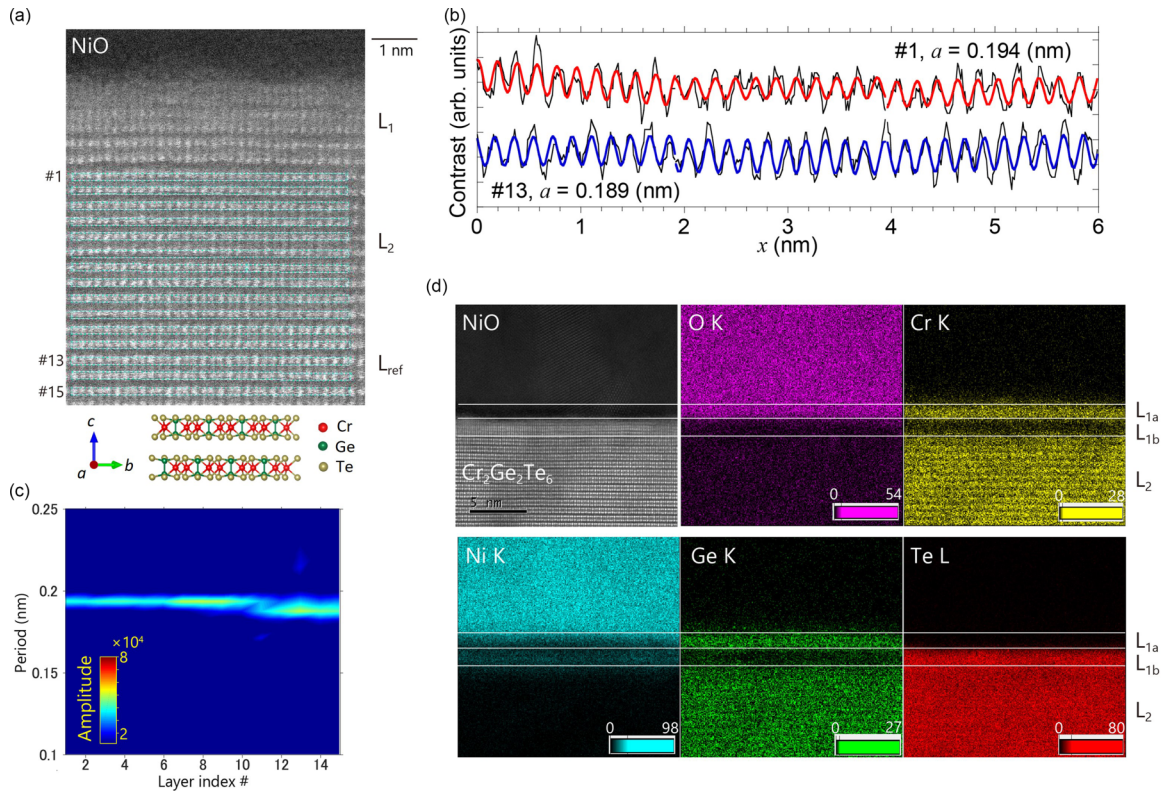 (a)
NiO
1 nm
L1
#1
L2
#13
Lref
#15
c
a
b
Cr
Ge
Te
(b)
Contrast (arb. units)
#1, a = 0.194 (nm)
#13, a = 0.189 (nm)
0 1 2 3 4 5 6
x (nm)
(c)
0.25
0.2
0.15
0.1
Period (nm)
Amplitude
×10⁴
8
2
2 4 6 8 10 12 14
Layer index #
(d)
NiO
Cr2Ge2Te6
5 nm
O K
0 54
Cr K
0 28
L1a
L1b
L2
Ni K
0 98
Ge K
0 27
Te L
0 80
L1a
L1b
L2